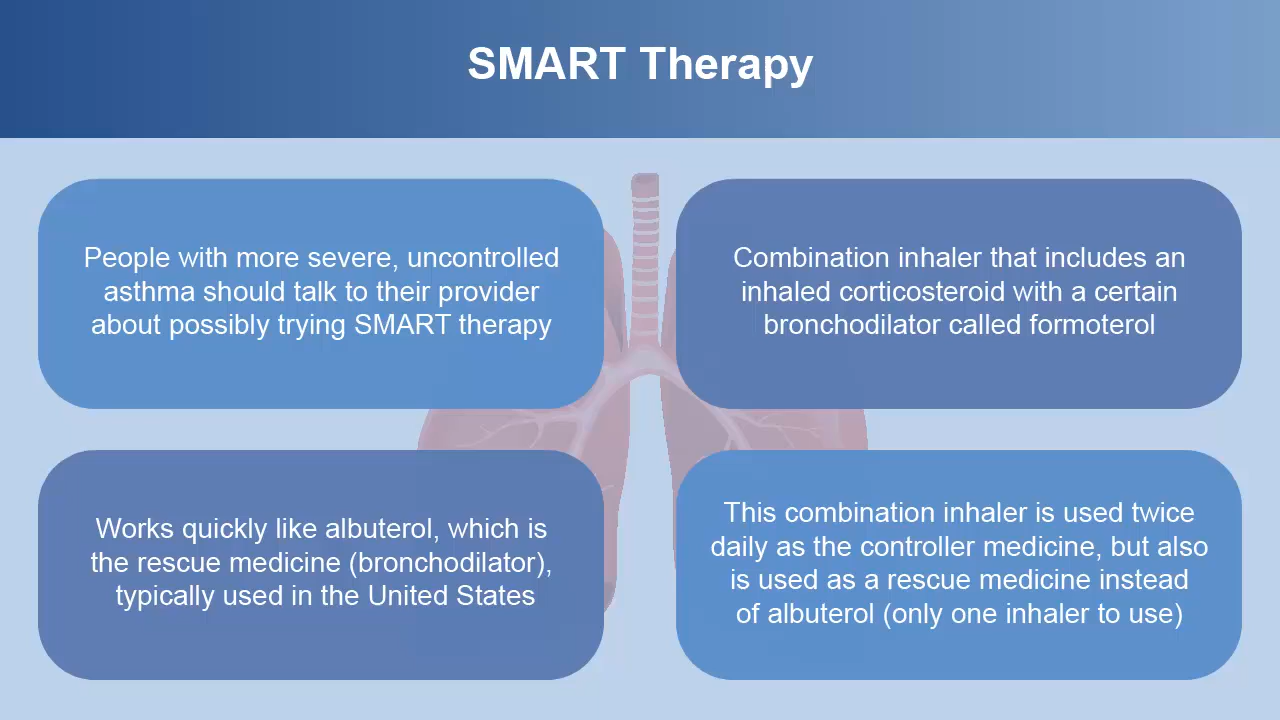 SMART Therapy
People with more severe, uncontrolled
asthma should talk to their provider
about possibly trying SMART therapy
Combination inhaler that includes an
inhaled corticosteroid with a certain
bronchodilator called formoterol
Works quickly like albuterol, which is
the rescue medicine (bronchodilator),
typically used in the United States
This combination inhaler is used twice
daily as the controller medicine, but also
is used as a rescue medicine instead
of albuterol (only one inhaler to use)